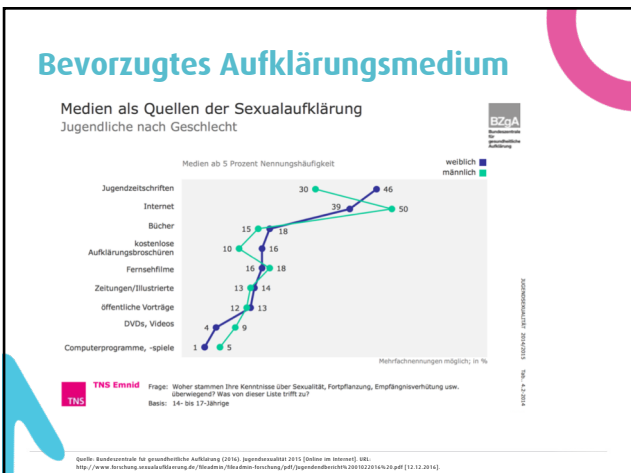 Bevorzugtes Aufklärungsmedium
Medien als Quellen der Sexualaufklärung
Jugendliche nach Geschlecht
BZgA
Bundeszentrale
für
gesundheitliche
Aufklärung
Medien ab 5 Prozent Nennungshäufigkeit
weiblich
männlich
Jugendzeitschriften 30 46
Internet 39 50
Bücher 15 18
kostenlose
Aufklärungsbroschüren 10 16
Fernsehfilme 16 18
Zeitungen/Illustrierte 13 14
öffentliche Vorträge 12 13
DVDs, Videos 4 9
Computerprogramme, -spiele 1 5
Mehrfachnennungen möglich; in %
JUGENDSEXUALITÄT 2014/2015 Tab. 4.2-2014
TNS
TNS Emnid
Frage: Woher stammen Ihre Kenntnisse über Sexualität, Fortpflanzung, Empfängnisverhütung usw.
überwiegend? Was von dieser Liste trifft zu?
Basis: 14- bis 17-Jährige
Quelle: Bundeszentrale für gesundheitliche Aufklärung (2016). Jugendsexualität 2015 [Online im Internet]. URL:
http://www.forschung.sexualaufklaerung.de/fileadmin/fileadmin-forschung/pdf/Jugendendbericht%2001022016%20.pdf [12.12.2016].